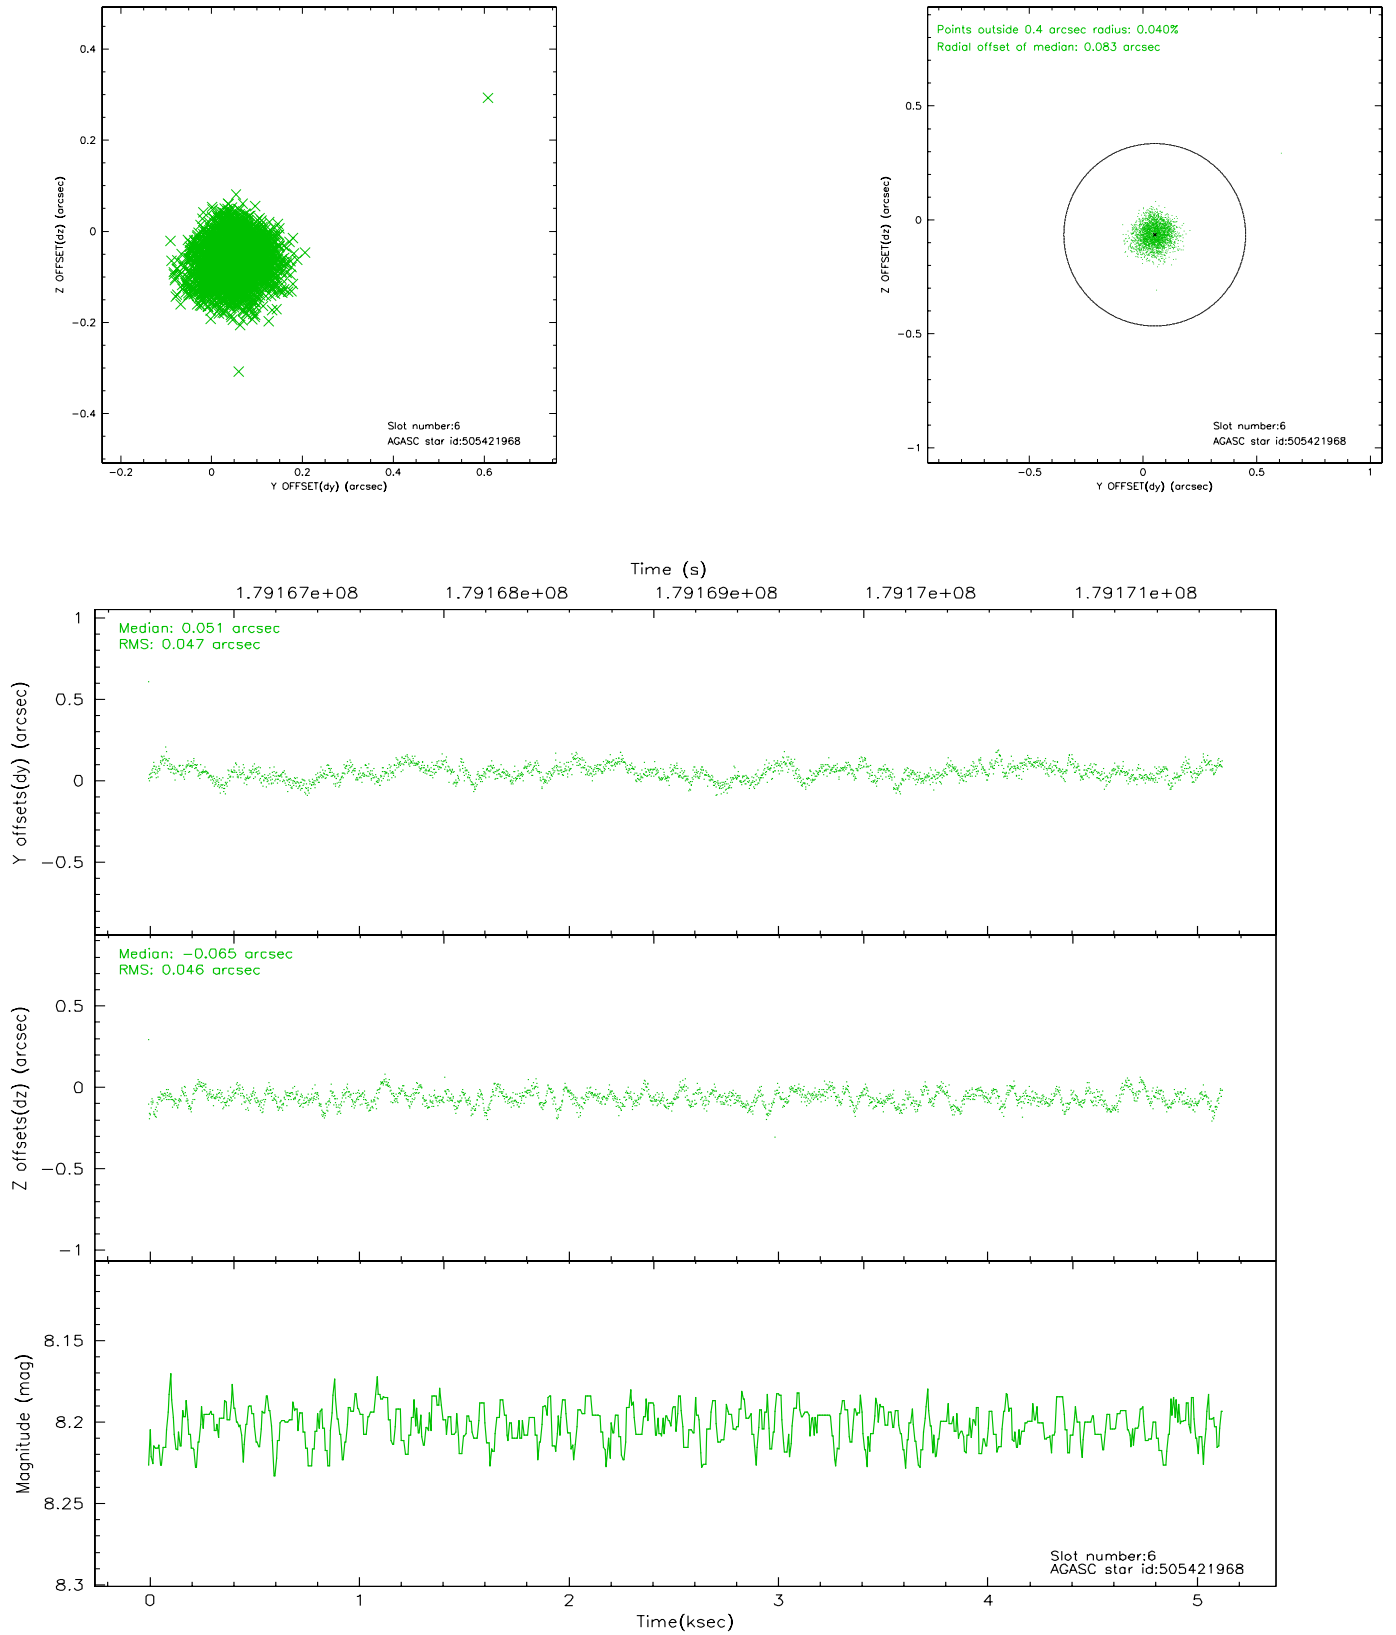 0.4
0.2
0
−0.2
−0.4
Z OFFSET(dz) (arcsec)
Slot number:6
AGASC star id:505421968
−0.2 0 0.2 0.4 0.6
Y OFFSET(dy) (arcsec)
Points outside 0.4 arcsec radius: 0.040%
Radial offset of median: 0.083 arcsec
0.5
0
−0.5
−1
Z OFFSET(dz) (arcsec)
Slot number:6
AGASC star id:505421968
−0.5 0 0.5 1
Y OFFSET(dy) (arcsec)
Time (s)
1.79167e+08 1.79168e+08 1.79169e+08 1.7917e+08 1.79171e+08
Median: 0.051 arcsec
RMS: 0.047 arcsec
1
0.5
0
−0.5
Y offsets(dy) (arcsec)
Median: −0.065 arcsec
RMS: 0.046 arcsec
0.5
0
−0.5
−1
Z offsets(dz) (arcsec)
8.15
8.2
8.25
8.3
Magnitude (mag)
Slot number:6
AGASC star id:505421968
0 1 2 3 4 5
Time(ksec)